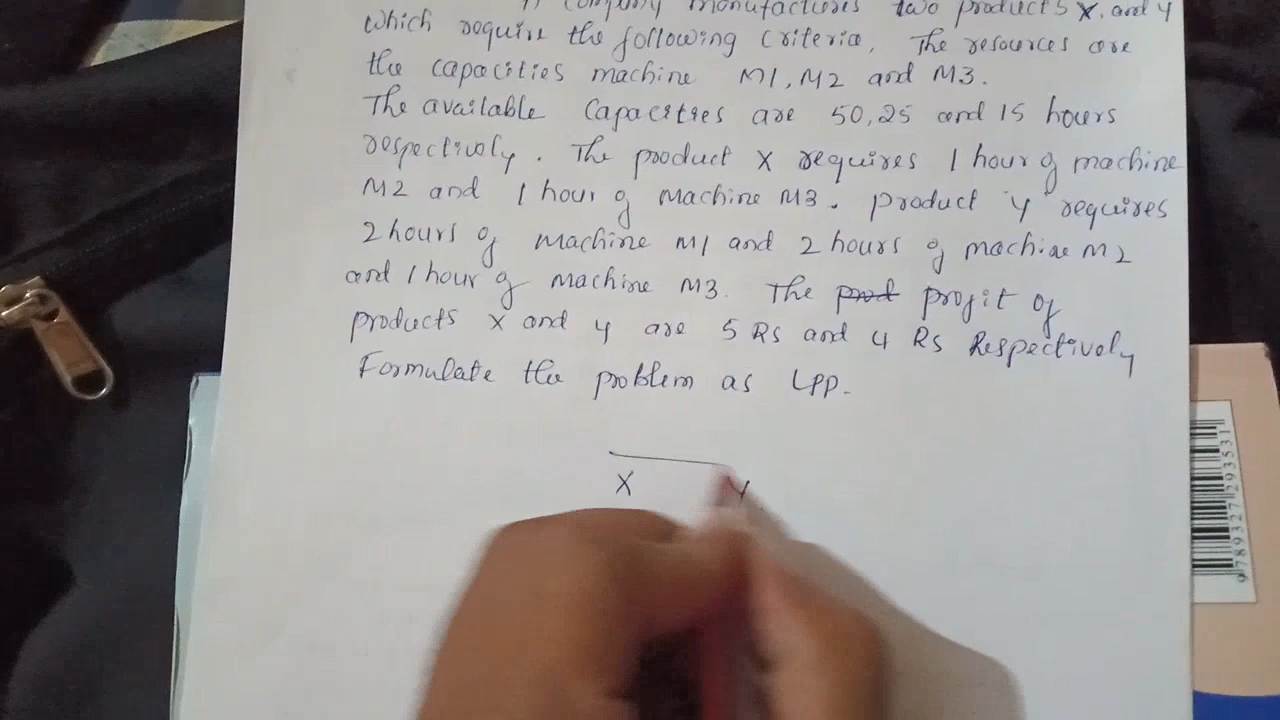 A company manufactures two products X, and Y
which require the following criteria, The resources are
the capacities machine M1, M2 and M3.
The available capacities are 50, 25 and 15 hours
respectively. The product X requires 1 hour of machine
M2 and 1 hour of machine M3. product Y requires
2 hours of machine M1 and 2 hours of machine M2
and 1 hour of machine M3. The prod profit of
products X and Y are 5 RS and 4 RS Respectively
Formulate the problem as LPP.
X Y
9789327293531